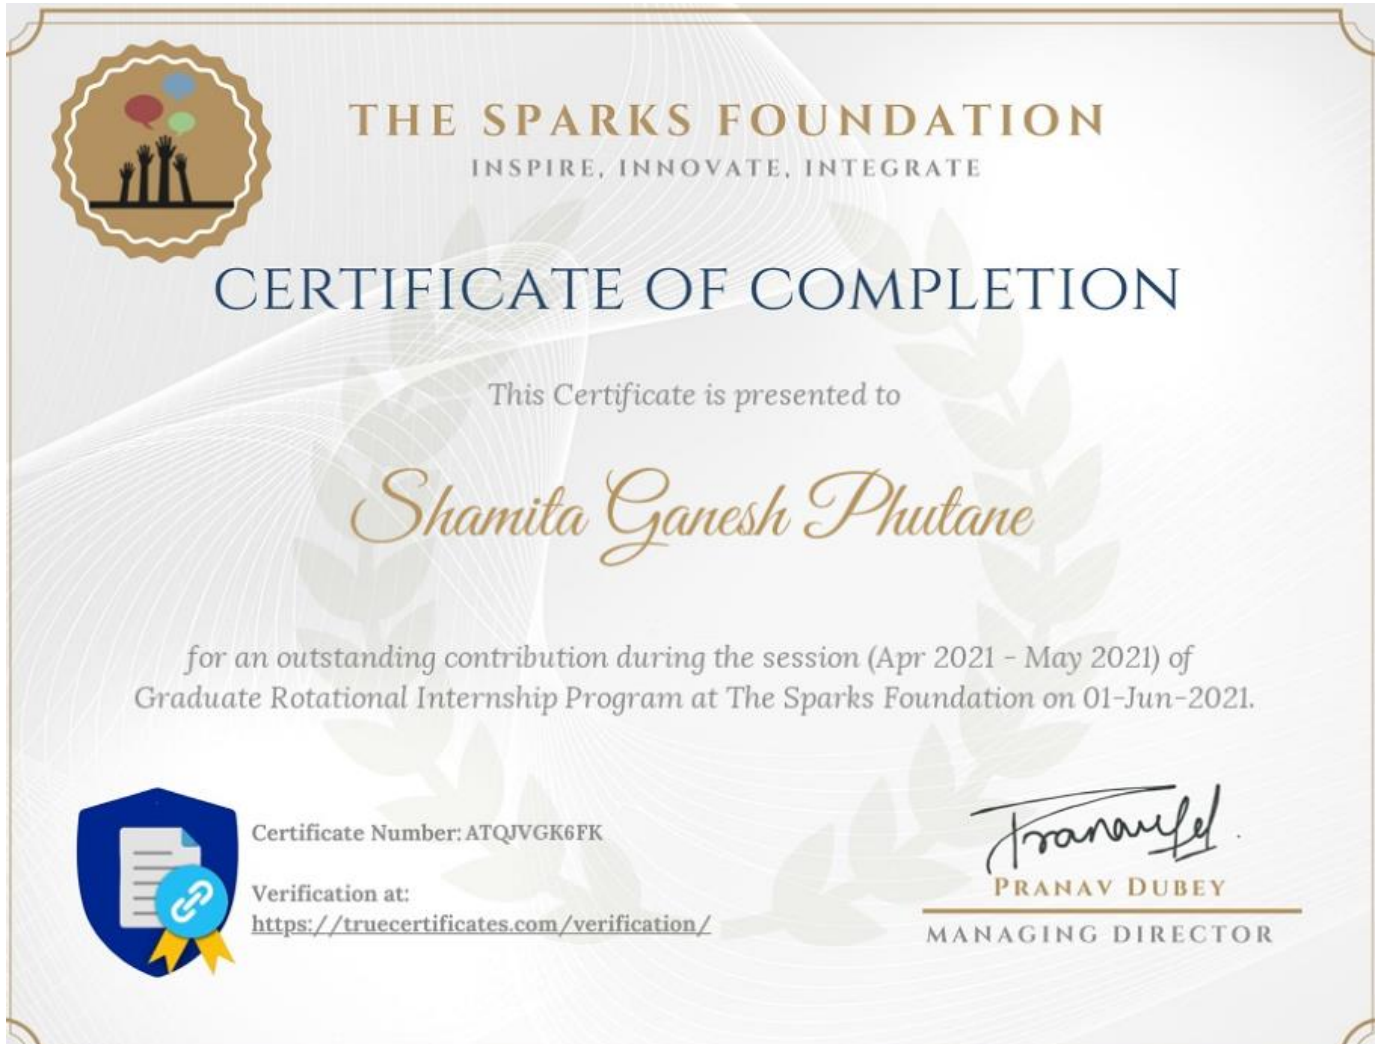 THE SPARKS FOUNDATION
INSPIRE, INNOVATE, INTEGRATE
CERTIFICATE OF COMPLETION
This Certificate is presented to
Shamita Ganesh Phutane
for an outstanding contribution during the session (Apr 2021 - May 2021) of
Graduate Rotational Internship Program at The Sparks Foundation on 01-Jun-2021.
Certificate Number: ATQJVGK6FK
Verification at:
https://truecertificates.com/verification/
PRANAV DUBEY
MANAGING DIRECTOR